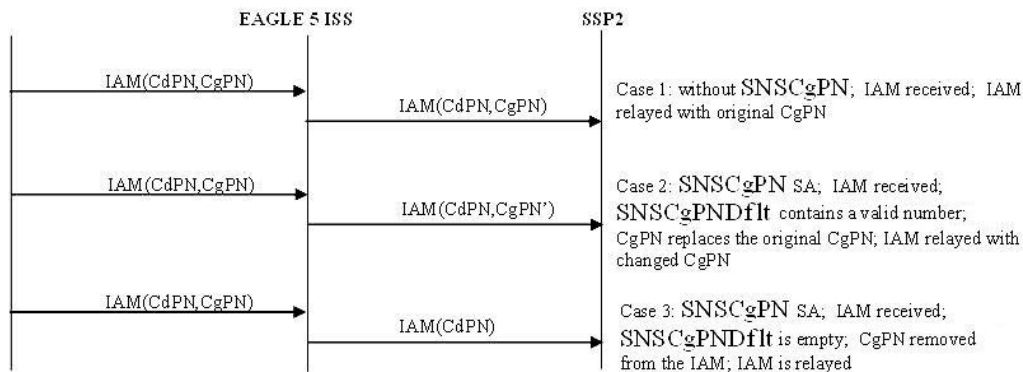 EAGLE 5 ISS
SSP2
IAM(CdPN,CgPN)
IAM(CdPN,CgPN)
Case 1: without SNSCgPN; IAM received; IAM
relayed with original CgPN
IAM(CdPN,CgPN)
IAM(CdPN,CgPN’)
Case 2: SNSCgPN SA; IAM received;
SNSCgPNDflt contains a valid number;
CgPN replaces the original CgPN; IAM relayed with
changed CgPN
IAM(CdPN,CgPN)
IAM(CdPN)
Case 3: SNSCgPN SA; IAM received;
SNSCgPNDflt is empty; CgPN removed
from the IAM; IAM is relayed